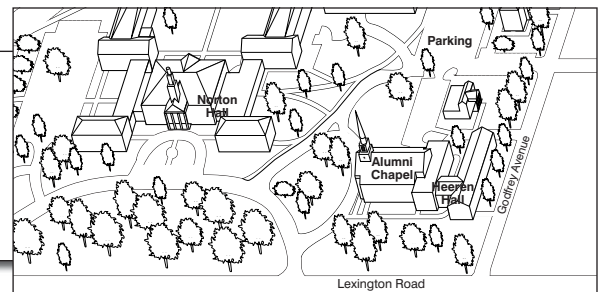 Parking
Norton
Hall
Alumni
Chapel
Heeren
Hall
Godfrey Avenue
Lexington Road